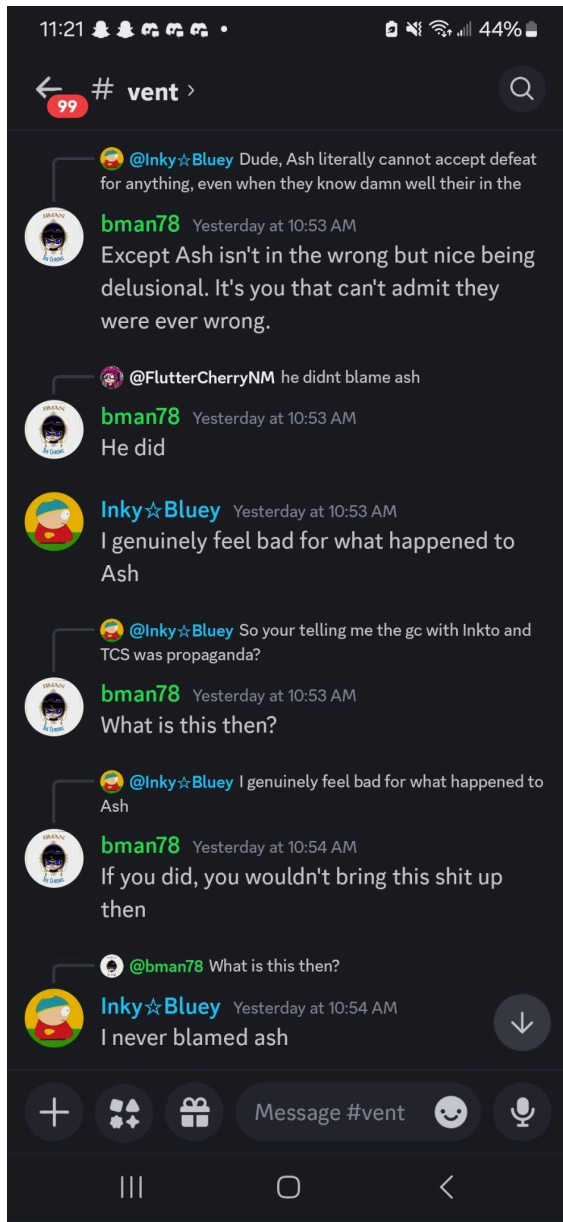 11:21 44%
99 # vent
@Inky☆Bluey Dude, Ash literally cannot accept defeat
for anything, even when they know damn well their in the
bman78 Yesterday at 10:53 AM
Except Ash isn't in the wrong but nice being
delusional. It's you that can't admit they
were ever wrong.
@FlutterCherryNM he didnt blame ash
bman78 Yesterday at 10:53 AM
He did
Inky☆Bluey Yesterday at 10:53 AM
I genuinely feel bad for what happened to
Ash
@Inky☆Bluey So your telling me the gc with Inkto and
TCS was propaganda?
bman78 Yesterday at 10:53 AM
What is this then?
@Inky☆Bluey I genuinely feel bad for what happened to
Ash
bman78 Yesterday at 10:54 AM
If you did, you wouldn't bring this shit up
then
@bman78 What is this then?
Inky☆Bluey Yesterday at 10:54 AM
I never blamed ash
Message #vent